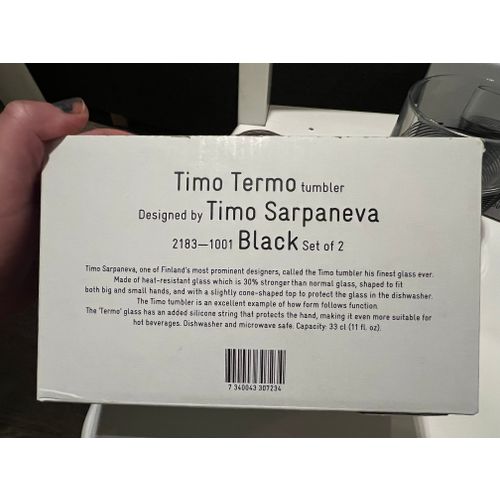 Timo Termo tumbler
Designed by Timo Sarpaneva
2183—1001 Black Set of 2
Timo Sarpaneva, one of Finland's most prominent designers, called the Timo tumbler his finest glass ever.
Made of heat-resistant glass which is 30% stronger than normal glass, shaped to fit
both big and small hands, and with a slightly cone-shaped top to protect the glass in the dishwasher.
The Timo tumbler is an excellent example of how form follows function.
The 'Termo' glass has an added silicone string that protects the hand, making it even more suitable for
hot beverages. Dishwasher and microwave safe. Capacity: 33 cl (11 fl. oz).
7 340043 307234